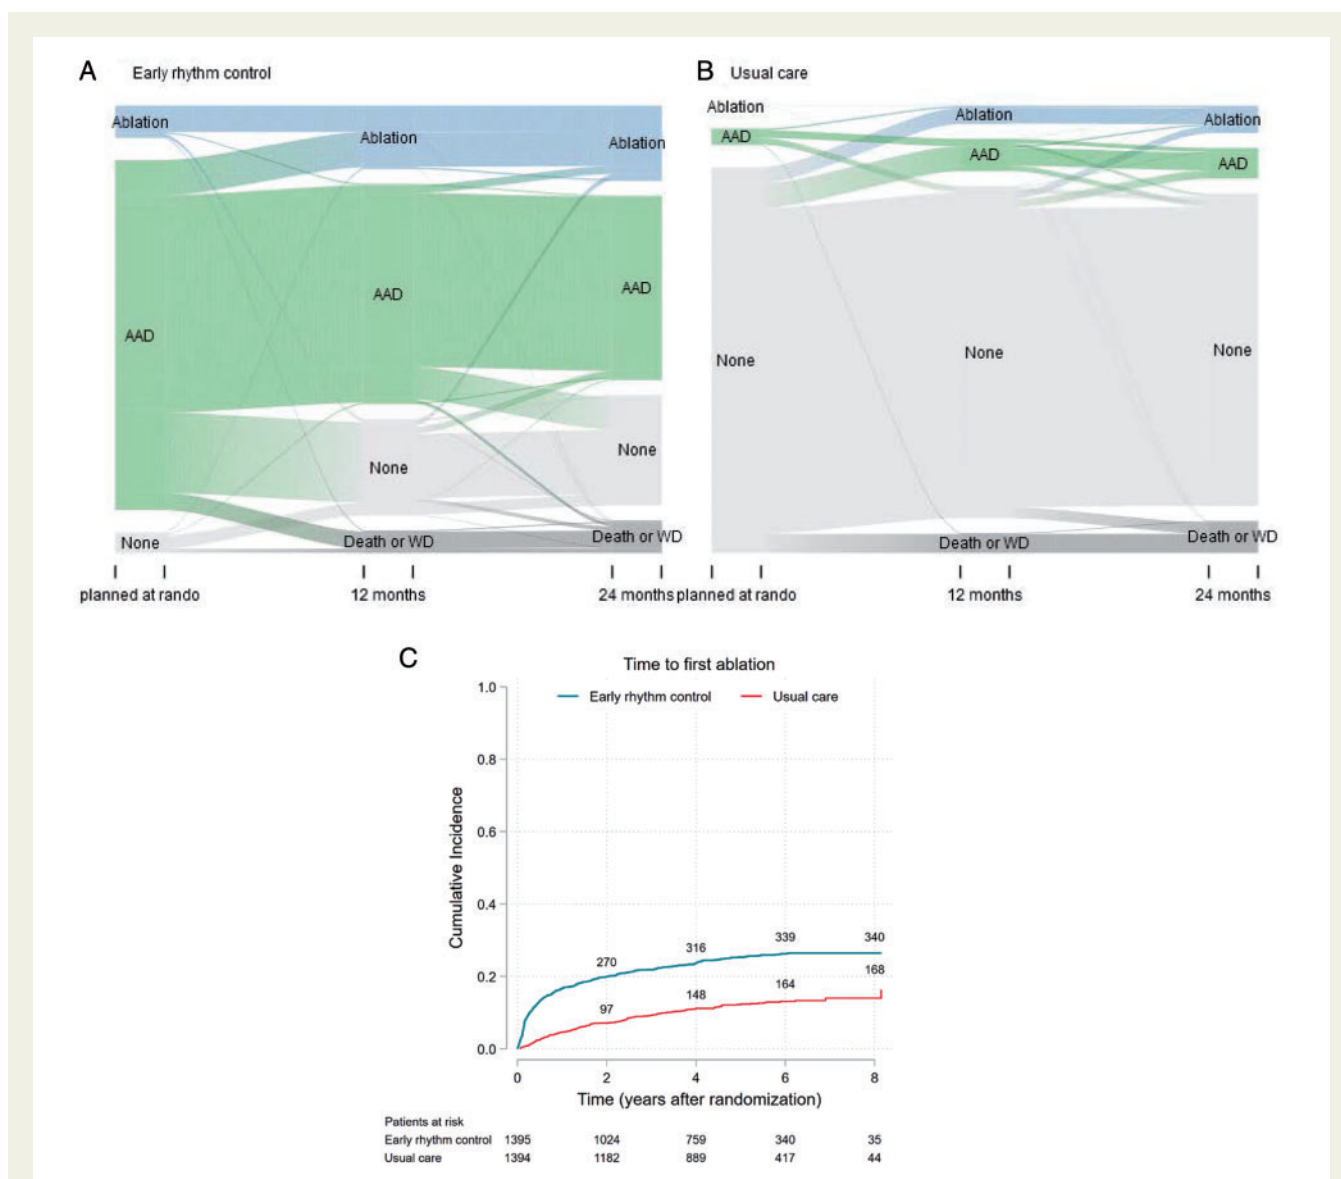 A Early rhythm control
Ablation
Ablation
Ablation
AAD
AAD
AAD
None
None
None
Death or WD
Death or WD
planned at rando 12 months 24 months
B Usual care
Ablation
Ablation
Ablation
AAD
AAD
AAD
None
None
None
Death or WD
Death or WD
planned at rando 12 months 24 months
C
Time to first ablation
Early rhythm control Usual care
Cumulative Incidence
1.0
0.8
0.6
0.4
0.2
0.0
270 316 339 340
97 148 164 168
0 2 4 6 8
Time (years after randomization)
Patients at risk
Early rhythm control 1395 1024 759 340 35
Usual care 1394 1182 889 417 44